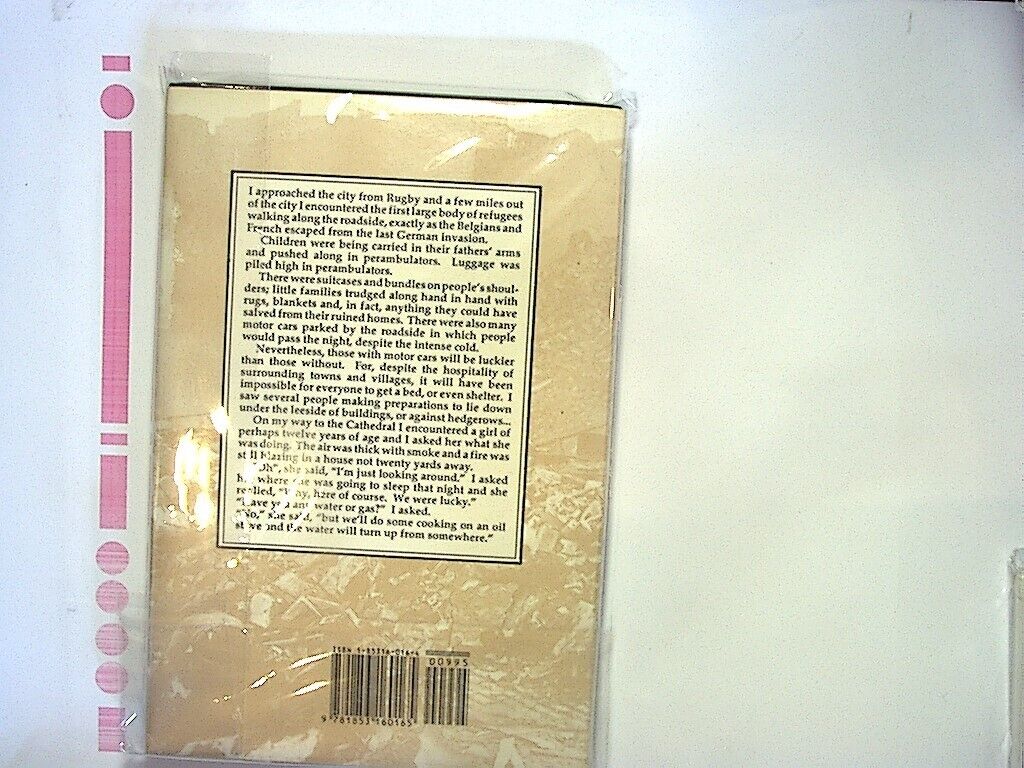 I approached the city from Rugby and a few miles out
of the city I encountered the first large body of refugees
walking along the roadside, exactly as the Belgians and
French escaped from the last German invasion.
Children were being carried in their fathers' arms
and pushed along in perambulators. Luggage was
piled high in perambulators.
There were suitcases and bundles on people's shoul-
ders; little families trudged along hand in hand with
rugs, blankets and, in fact, anything they could have
salved from their ruined homes. There were also many
motor cars parked by the roadside in which people
would pass the night, despite the intense cold.
Nevertheless, those with motor cars will be luckier
than those without. For, despite the hospitality of
surrounding towns and villages, it will have been
impossible for everyone to get a bed, or even shelter. I
saw several people making preparations to lie down
under the leeside of buildings, or against hedgerows...
On my way to the Cathedral I encountered a girl of
perhaps twelve years of age and I asked her what she
was doing. The air was thick with smoke and a fire was
still blazing in a house not twenty yards away.
"Oh", she said, "I'm just looking around." I asked
her where she was going to sleep that night and she
replied, "Why, here of course. We were lucky."
"Have you any water or gas?" I asked.
"No," she said, "but we'll do some cooking on an oil
stove and the water will turn up from somewhere."
ISBN 1-85316-016-4
00995
9 781853 160165